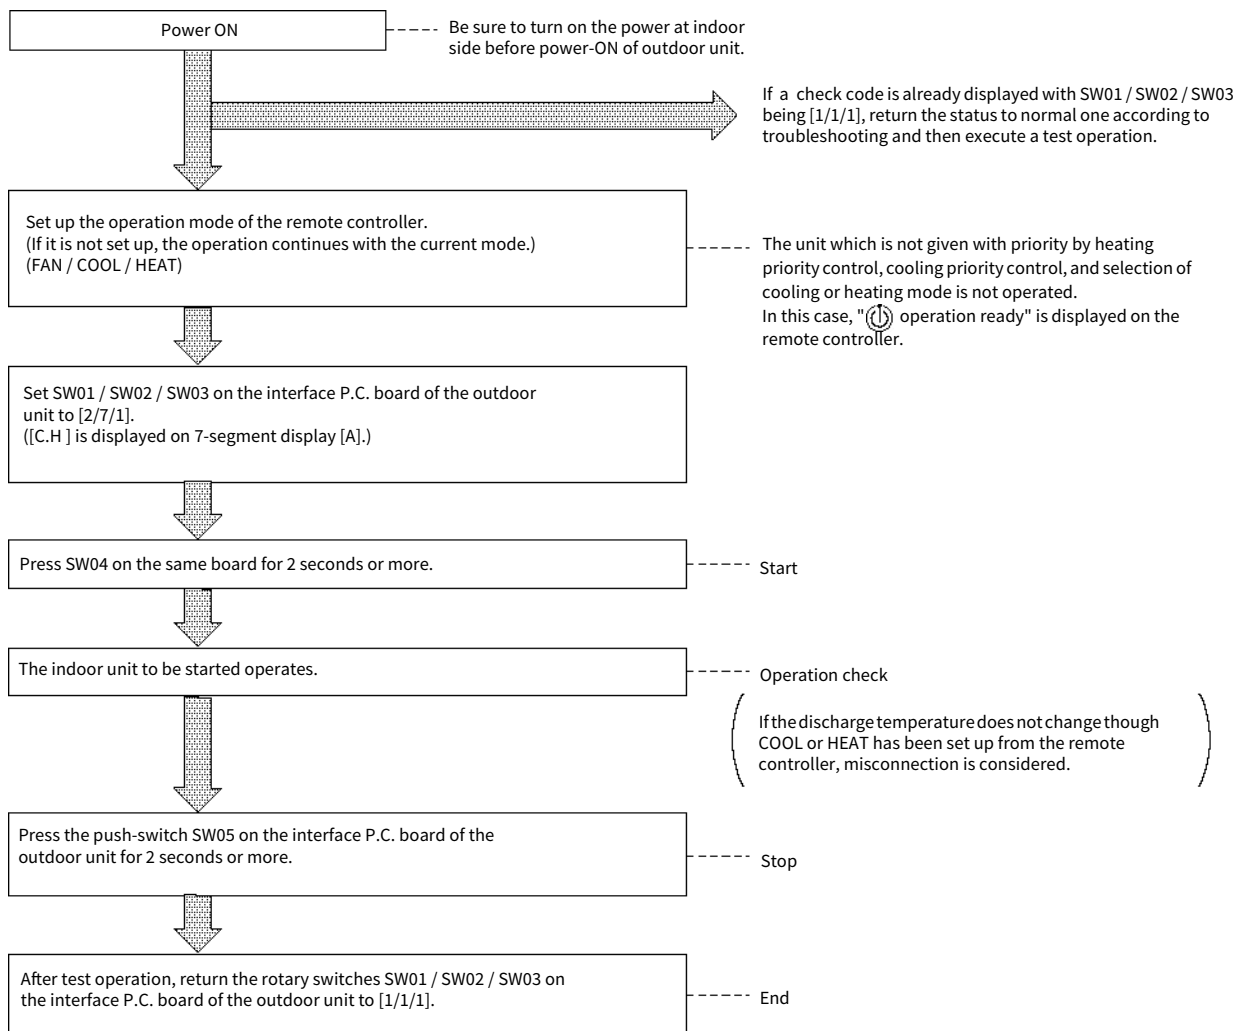 Power ON
Be sure to turn on the power at indoor
side before power-ON of outdoor unit.
If a check code is already displayed with SW01 / SW02 / SW03
being [1/1/1], return the status to normal one according to
troubleshooting and then execute a test operation.
Set up the operation mode of the remote controller.
(If it is not set up, the operation continues with the current mode.)
(FAN / COOL / HEAT)
The unit which is not given with priority by heating
priority control, cooling priority control, and selection of
cooling or heating mode is not operated.
In this case, " operation ready" is displayed on the
remote controller.
Set SW01 / SW02 / SW03 on the interface P.C. board of the outdoor
unit to [2/7/1].
([C.H ] is displayed on 7-segment display [A].)
Press SW04 on the same board for 2 seconds or more.
Start
The indoor unit to be started operates.
Operation check
If the discharge temperature does not change though
COOL or HEAT has been set up from the remote
controller, misconnection is considered.
Press the push-switch SW05 on the interface P.C. board of the
outdoor unit for 2 seconds or more.
Stop
After test operation, return the rotary switches SW01 / SW02 / SW03 on
the interface P.C. board of the outdoor unit to [1/1/1].
End